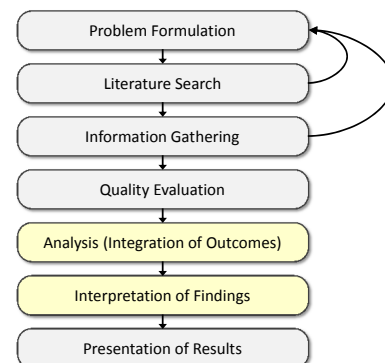 Problem Formulation
Literature Search
Information Gathering
Quality Evaluation
Analysis (Integration of Outcomes)
Interpretation of Findings
Presentation of Results